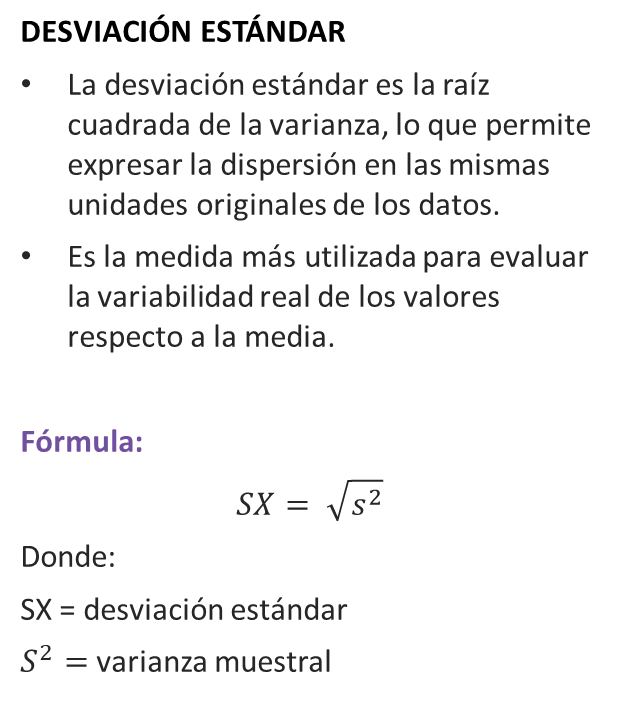 DESVIACIÓN ESTÁNDAR
• La desviación estándar es la raíz
cuadrada de la varianza, lo que permite
expresar la dispersión en las mismas
unidades originales de los datos.
• Es la medida más utilizada para evaluar
la variabilidad real de los valores
respecto a la media.
Fórmula:
SX = √s²
Donde:
SX = desviación estándar
S² = varianza muestral